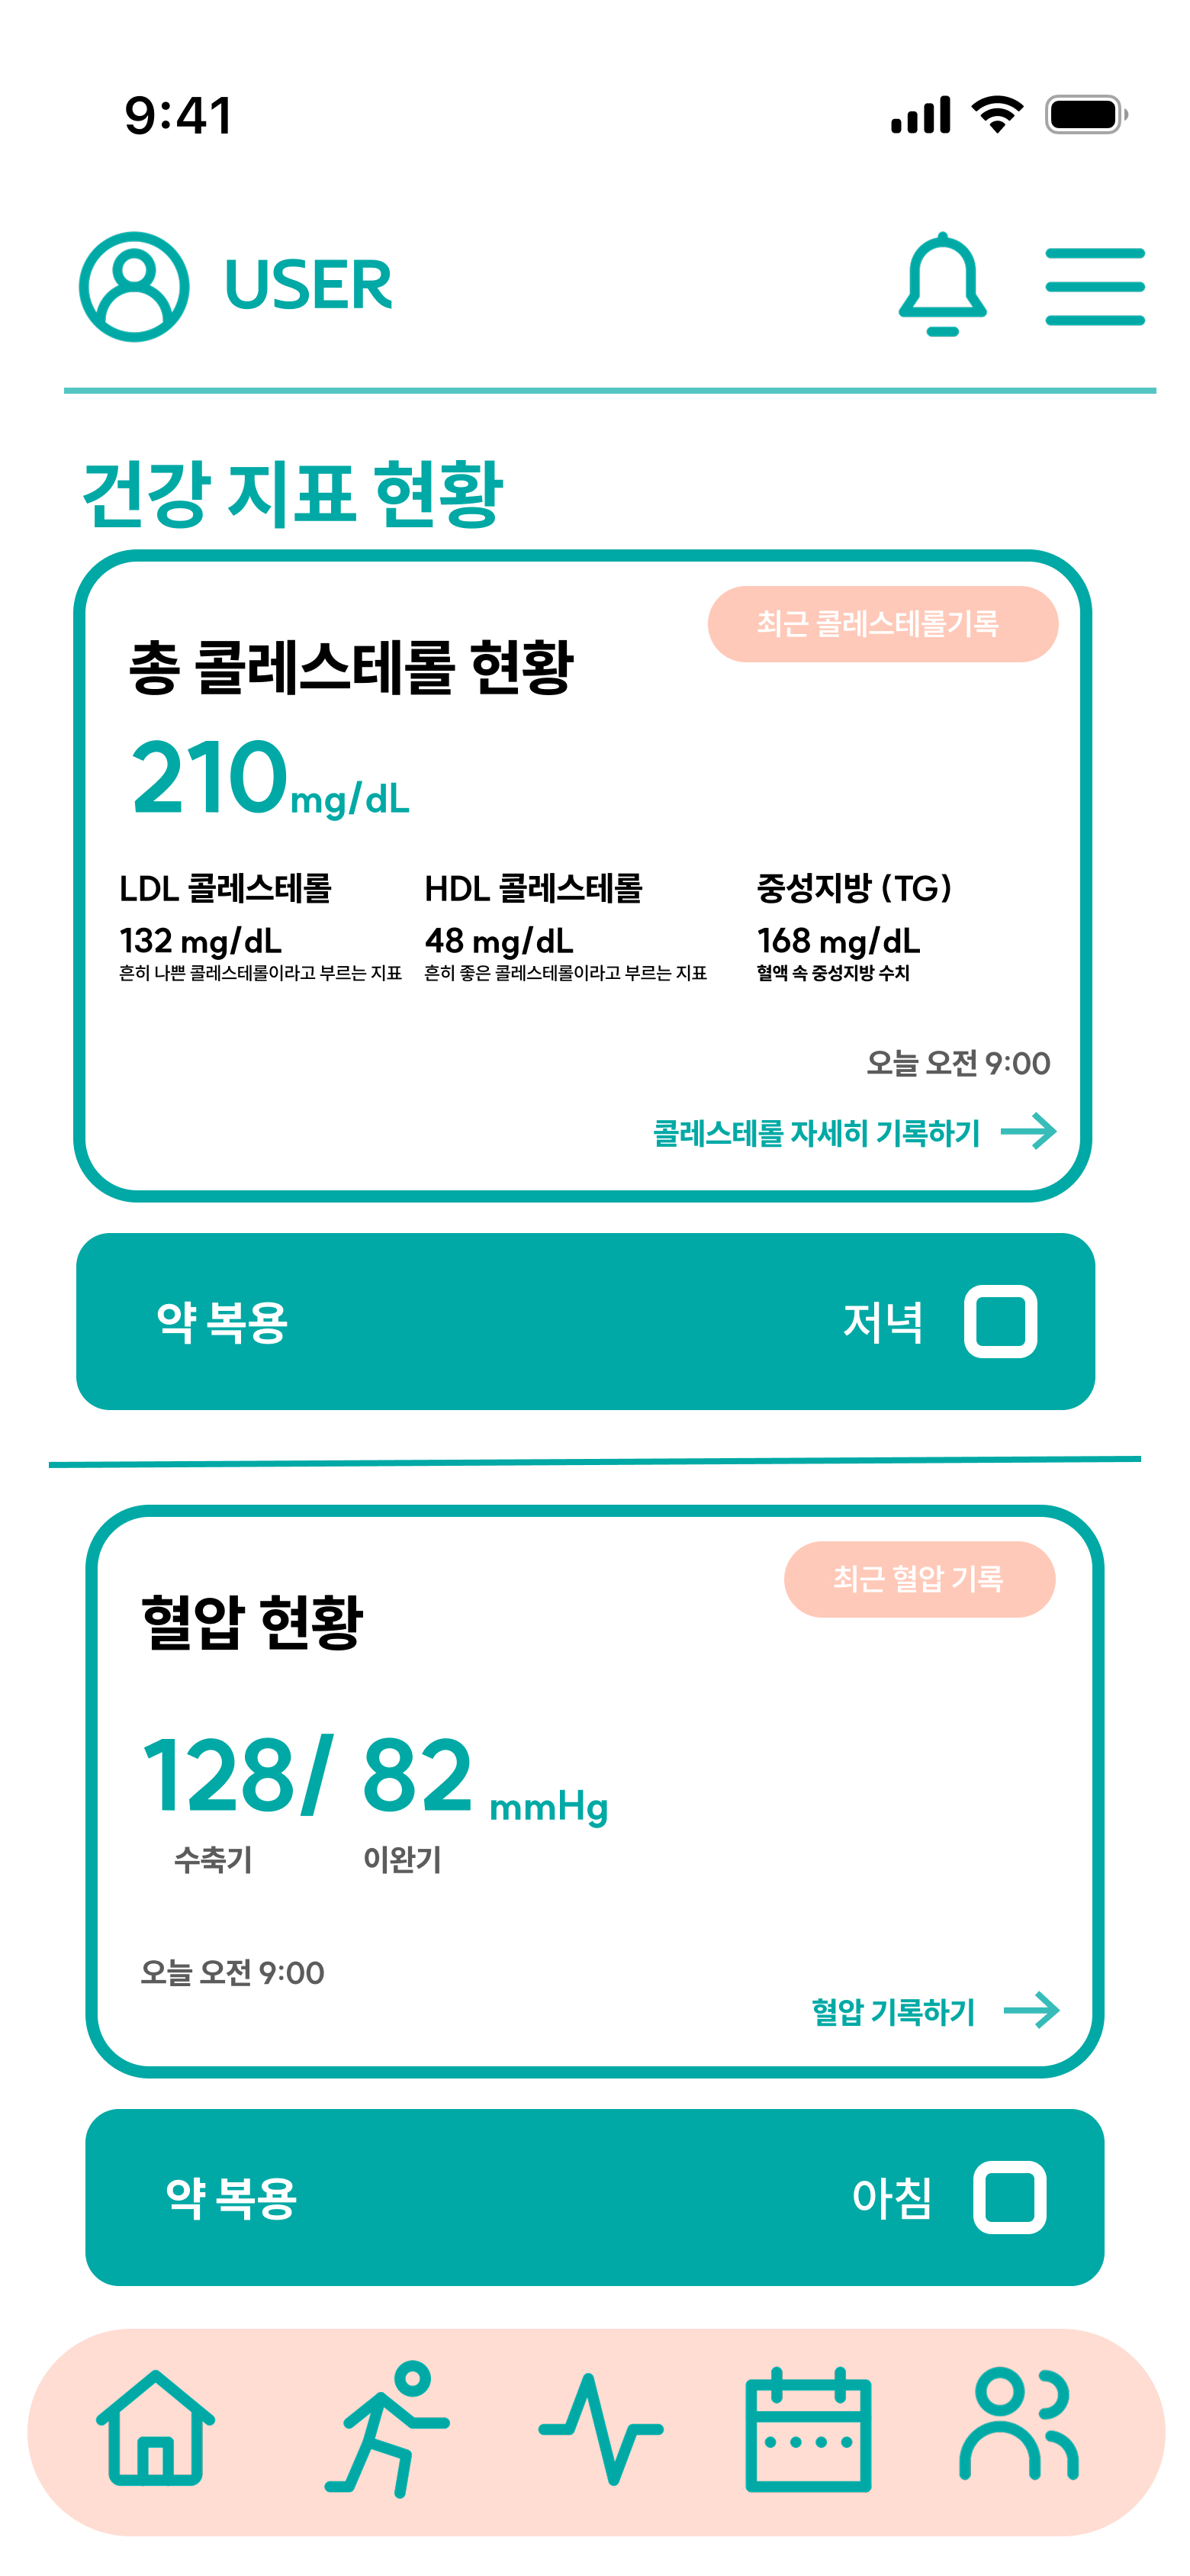 9:41
USER
건강 지표 현황
최근 콜레스테롤기록
총 콜레스테롤 현황
210mg/dL
LDL 콜레스테롤 HDL 콜레스테롤 중성지방 (TG)
132 mg/dL 48 mg/dL 168 mg/dL
흔히 나쁜 콜레스테롤이라고 부르는 지표 흔히 좋은 콜레스테롤이라고 부르는 지표 혈액 속 중성지방 수치
오늘 오전 9:00
콜레스테롤 자세히 기록하기
약 복용 저녁
최근 혈압 기록
혈압 현황
128/ 82 mmHg
수축기 이완기
오늘 오전 9:00
혈압 기록하기
약 복용 아침